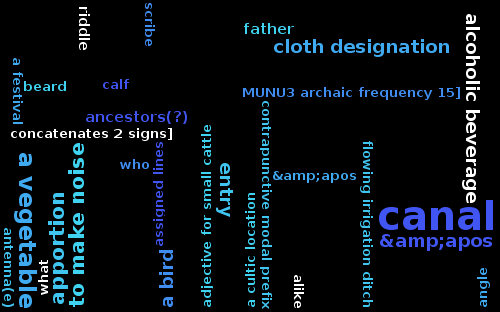 riddle
scribe
father
cloth designation
alcoholic beverage
a festival
beard
calf
MUNU3 archaic frequency 15]
ancestors(?)
concatenates 2 signs]
contrapunctive modal prefix
adjective for small cattle
to make noise
assigned lines
flowing irrigation ditch
a vegetable
who
entry
&amp;apos
apportion
a cultic location
canal
antenna(e)
&amp;apos
what
a bird
alike
angle